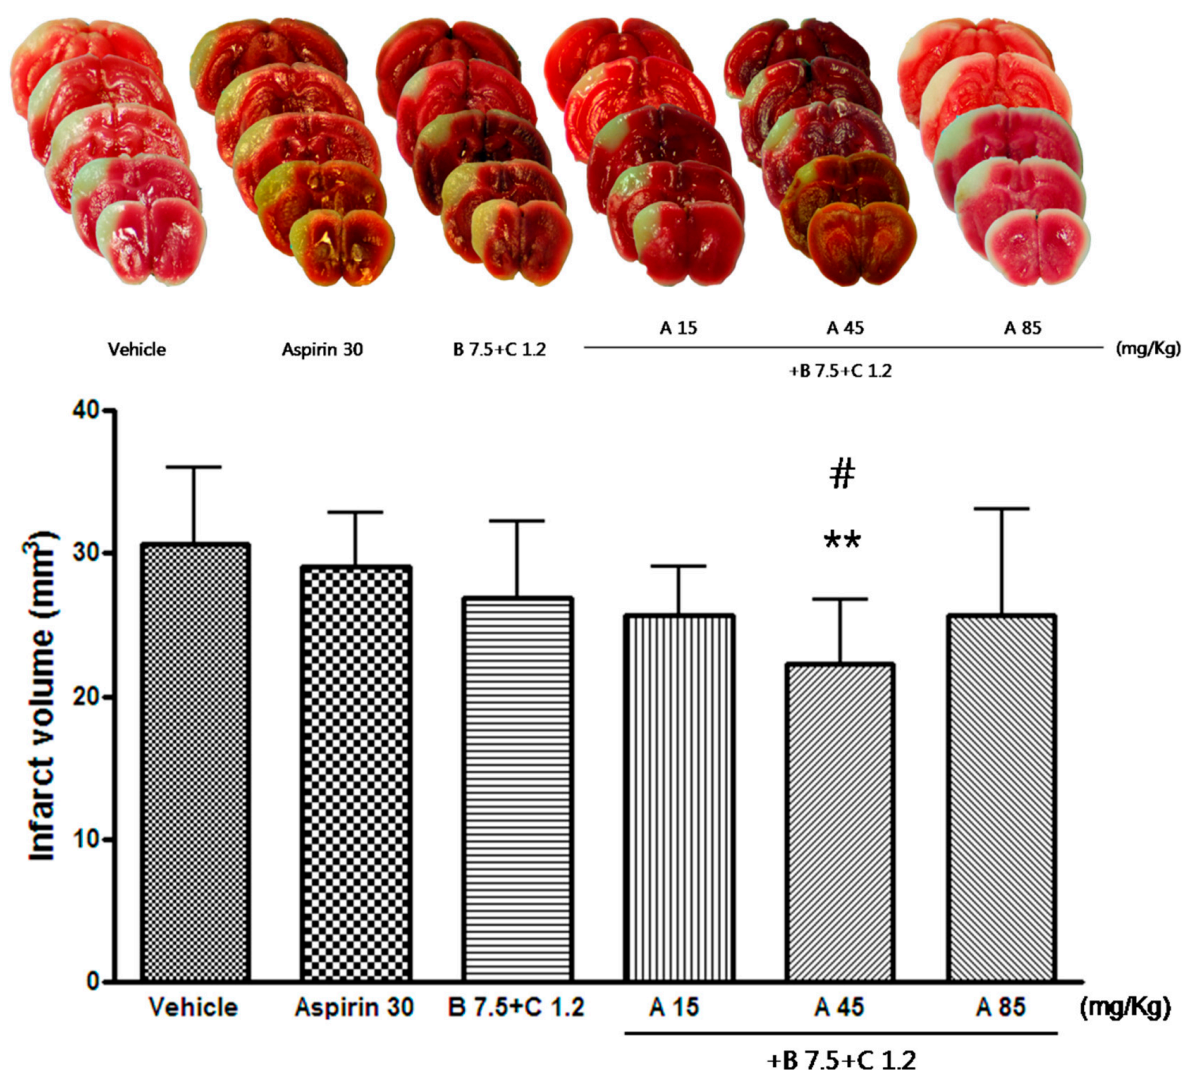 A 15 A 45 A 85
Vehicle Aspirin 30 B 7.5+C 1.2 (mg/Kg)
+B 7.5+C 1.2
40
#
**
30
20
10
0
Infarct volume (mm³)
Vehicle Aspirin 30 B 7.5+C 1.2 A 15 A 45 A 85 (mg/Kg)
+B 7.5+C 1.2